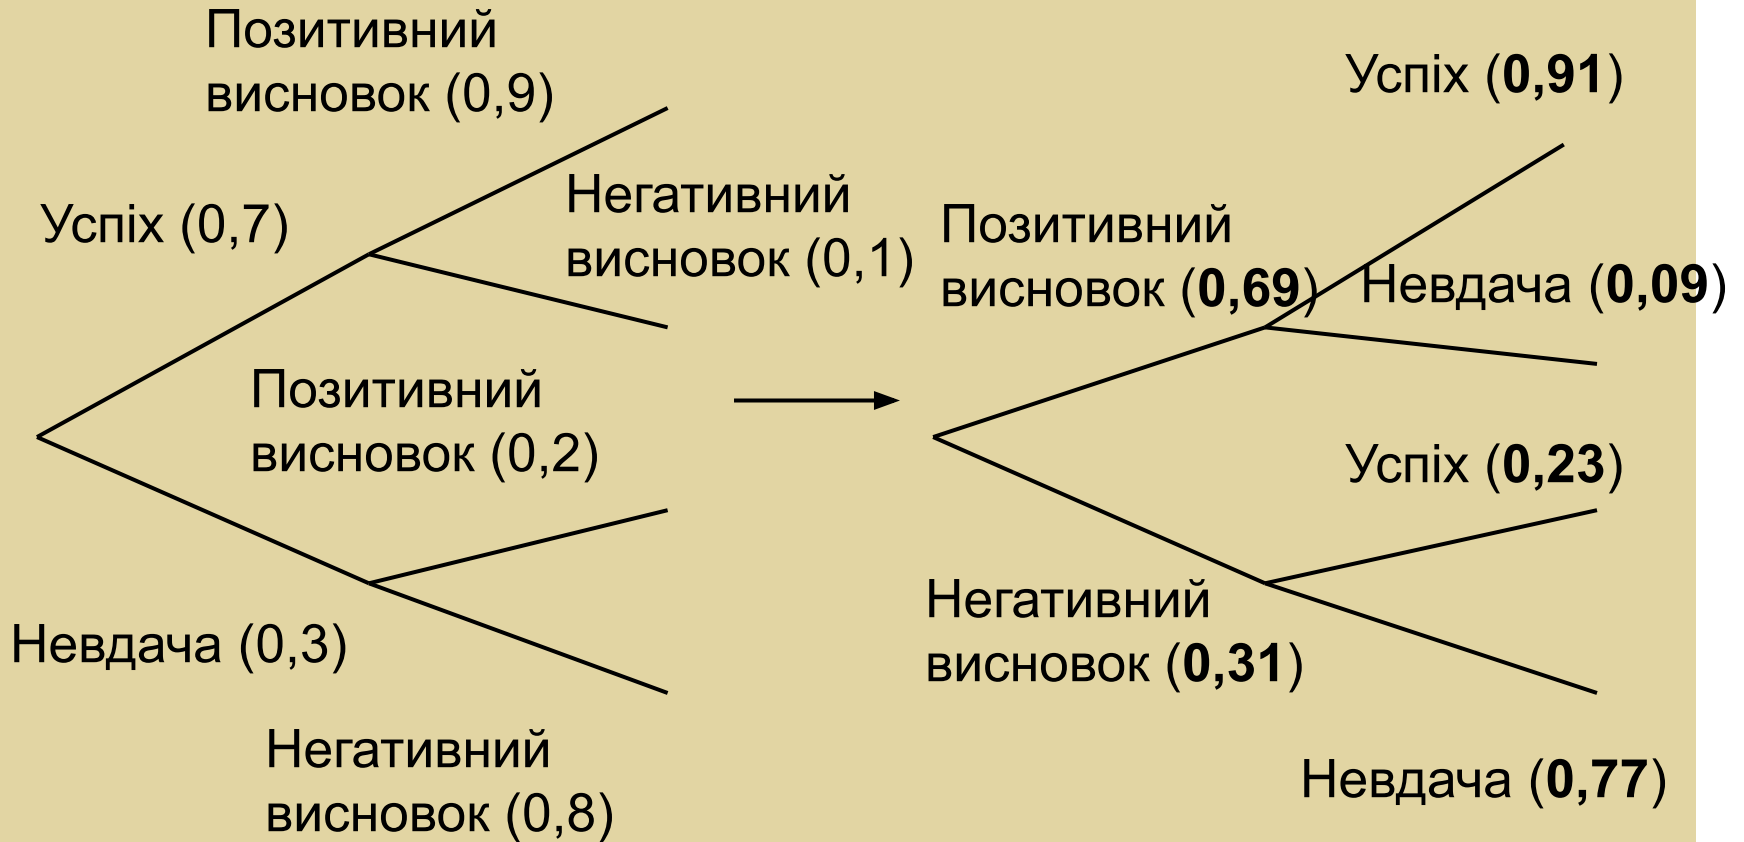 Позитивний
висновок (0,9)
Успіх (0,7)
Негативний
висновок (0,1)
Позитивний
висновок (0,2)
Невдача (0,3)
Негативний
висновок (0,8)
Успіх (0,91)
Позитивний
висновок (0,69)
Невдача (0,09)
Успіх (0,23)
Негативний
висновок (0,31)
Невдача (0,77)